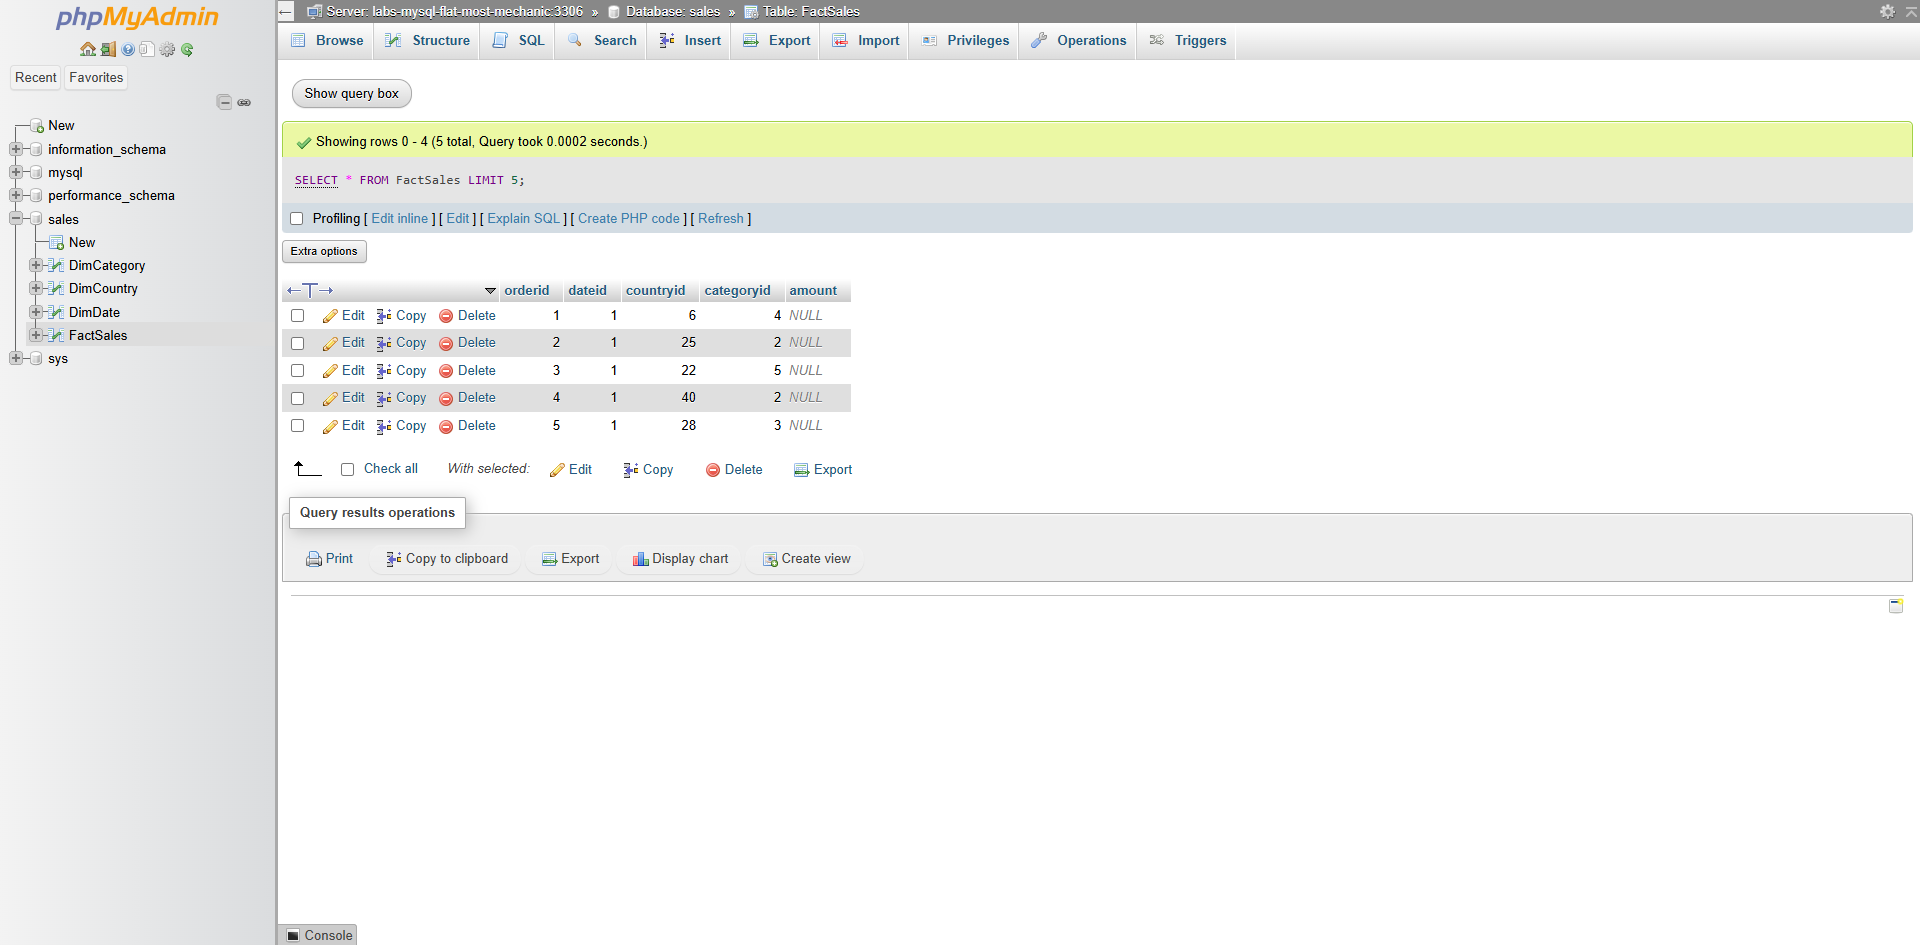 phpMyAdmin
Recent Favorites
New
information_schema
mysql
performance_schema
sales
New
DimCategory
DimCountry
DimDate
FactSales
sys
Server: labs-mysql-flat-most-mechanic:3306 » Database: sales » Table: FactSales
Browse Structure SQL Search Insert Export Import Privileges Operations Triggers
Show query box
Showing rows 0 - 4 (5 total, Query took 0.0002 seconds.)
SELECT * FROM FactSales LIMIT 5;
Profiling [ Edit inline ] [ Edit ] [ Explain SQL ] [ Create PHP code ] [ Refresh ]
Extra options
←T→ orderid dateid countryid categoryid amount
Edit Copy Delete 1 1 6 4 NULL
Edit Copy Delete 2 1 25 2 NULL
Edit Copy Delete 3 1 22 5 NULL
Edit Copy Delete 4 1 40 2 NULL
Edit Copy Delete 5 1 28 3 NULL
Check all With selected: Edit Copy Delete Export
Query results operations
Print Copy to clipboard Export Display chart Create view
Console